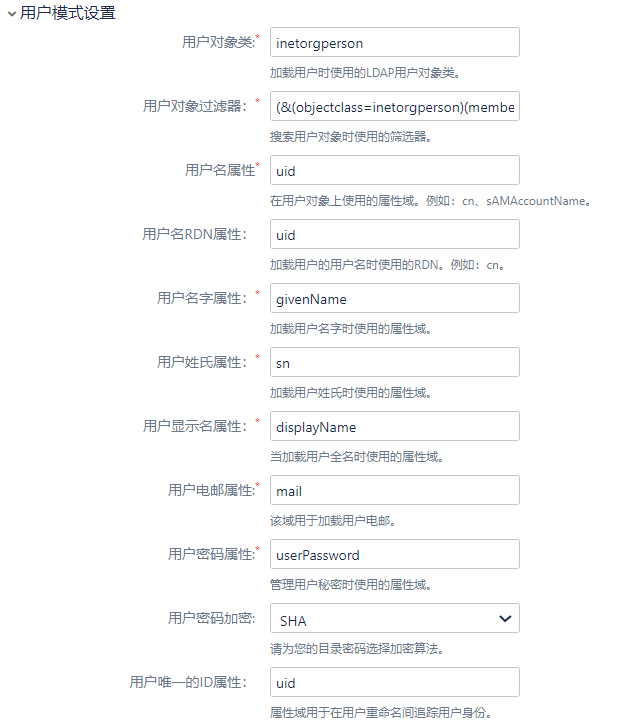 用户模式设置
用户对象类:* inetorgperson
加载用户时使用的LDAP用户对象类。
用户对象过滤器：* (&(objectclass=inetorgperson)(membe
搜索用户对象时使用的筛选器。
用户名属性* uid
在用户对象上使用的属性域。例如：cn、sAMAccountName。
用户名RDN属性： uid
加载用户的用户名时使用的RDN。例如：cn。
用户名字属性：* givenName
加载用户名字时使用的属性域。
用户姓氏属性：* sn
加载用户姓氏时使用的属性域。
用户显示名属性：* displayName
当加载用户全名时使用的属性域。
用户电邮属性:* mail
该域用于加载用户电邮。
用户密码属性:* userPassword
管理用户秘密时使用的属性域。
用户密码加密: SHA
请为您的目录密码选择加密算法。
用户唯一的ID属性： uid
属性域用于在用户重命名间追踪用户身份。